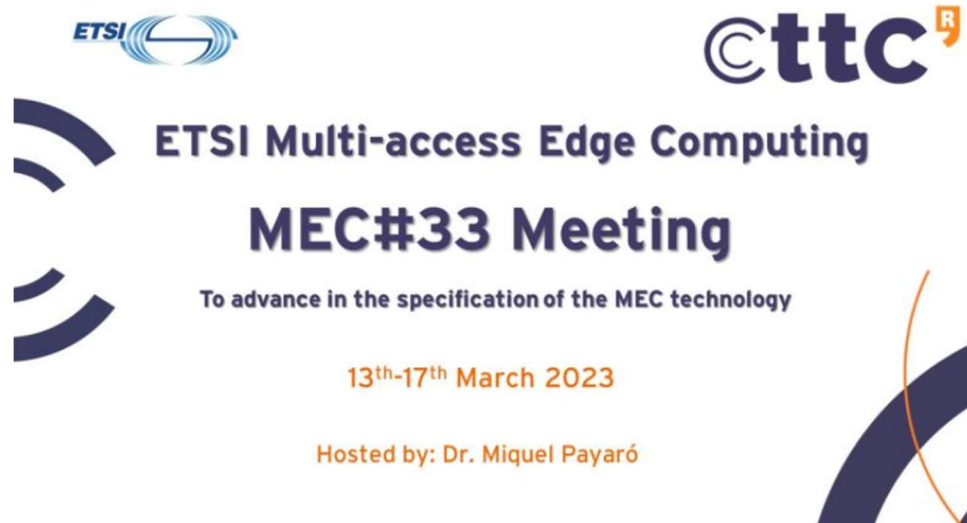 ETSI
cttc R
ETSI Multi-access Edge Computing
MEC#33 Meeting
To advance in the specification of the MEC technology
13th-17th March 2023
Hosted by: Dr. Miquel Payaró